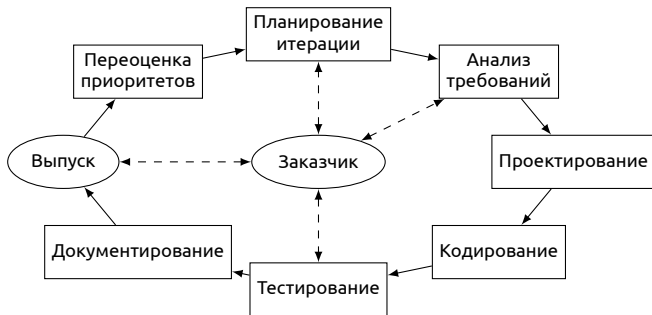 Планирование
итерации
Переоценка
приоритетов
Анализ
требований
Выпуск
Заказчик
Проектирование
Документирование
Кодирование
Тестирование